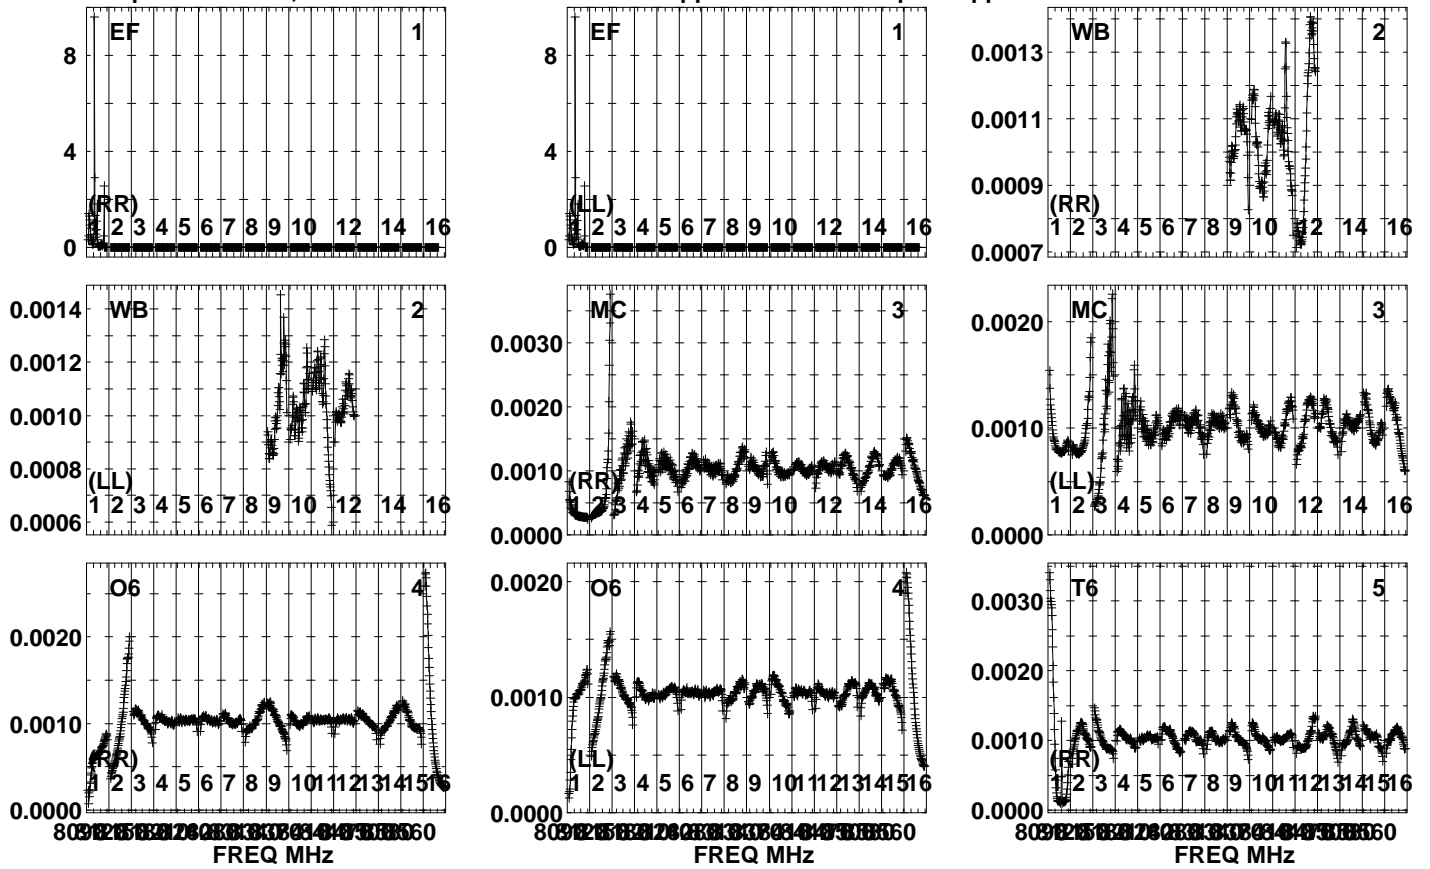 EF 1
8
4
0
(RR)
1 2 3 4 5 6 7 8 9 10 12 14 16
EF 1
8
4
0
(LL)
2 3 4 5 6 7 8 9 10 12 14 16
WB 2
0.0013
0.0011
0.0009
0.0007
(RR)
1 2 3 4 5 6 7 8 9 10 12 14 16
WB 2
0.0014
0.0012
0.0010
0.0008
0.0006
(LL)
1 2 3 4 5 6 7 8 9 10 12 14 16
MC 3
0.0030
0.0020
0.0010
0.0000
(RR)
1 2 3 4 5 6 7 8 9 10 12 14 16
MC 3
0.0020
0.0010
0.0000
(LL)
1 2 3 4 5 6 7 8 9 10 12 14 16
O6 4
0.0020
0.0010
0.0000
(RR)
1 2 3 4 5 6 7 8 9 10 11 12 13 14 15 16
FREQ MHz
O6 4
0.0020
0.0010
0.0000
(LL)
1 2 3 4 5 6 7 8 9 10 11 12 13 14 15 16
FREQ MHz
T6 5
0.0030
0.0020
0.0010
0.0000
(RR)
1 2 3 4 5 6 7 8 9 10 11 12 13 14 15 16
FREQ MHz